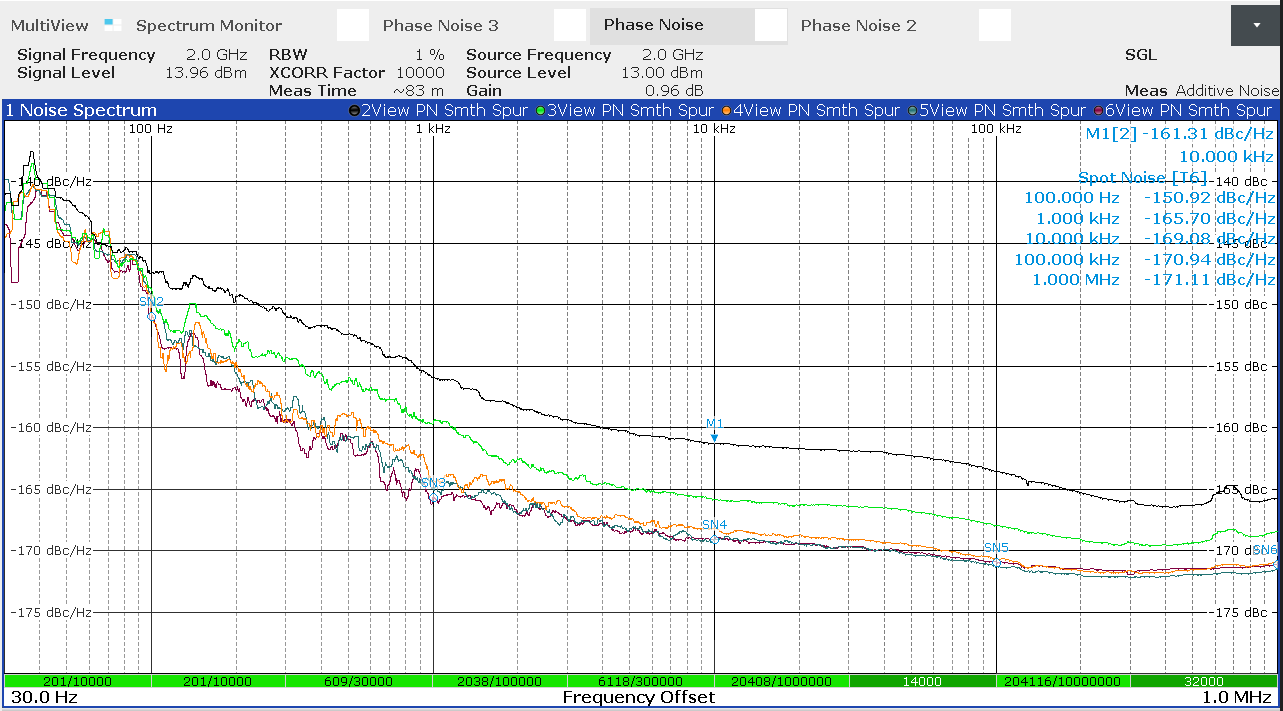 MultiView Spectrum Monitor Phase Noise 3 Phase Noise Phase Noise 2
Signal Frequency 2.0 GHz RBW 1 % Source Frequency 2.0 GHz SGL
Signal Level 13.96 dBm XCORR Factor 10000 Source Level 13.00 dBm
Meas Time ~83 m Gain 0.96 dB Meas Additive Noise
1 Noise Spectrum 2View PN Smth Spur 3View PN Smth Spur 4View PN Smth Spur 5View PN Smth Spur 6View PN Smth Spur
100 Hz 1 kHz 10 kHz 100 kHz
M1[2] -161.31 dBc/Hz
10.000 kHz
Spot Noise [T6]
-140 dBc/Hz -140 dBc
100.000 Hz -150.92 dBc/Hz
1.000 kHz -165.70 dBc/Hz
10.000 kHz -169.08 dBc/Hz
-145 dBc/Hz -145 dBc
100.000 kHz -170.94 dBc/Hz
1.000 MHz -171.11 dBc/Hz
SN2
-150 dBc/Hz -150 dBc
-155 dBc/Hz -155 dBc
M1
-160 dBc/Hz -160 dBc
SN3
-165 dBc/Hz -165 dBc
SN4
SN5
-170 dBc/Hz -170 dBc SN6
-175 dBc/Hz -175 dBc
201/10000 201/10000 609/30000 2038/100000 6118/300000 20408/1000000 14000 204116/10000000 32000
30.0 Hz Frequency Offset 1.0 MHz